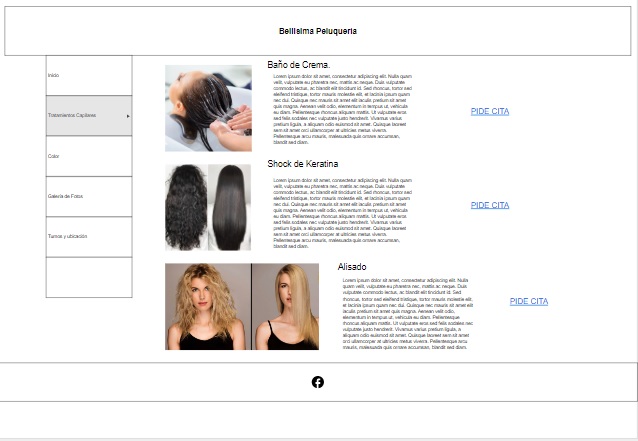 Bellisima Peluqueria
Inicio
Tratamientos Capilares
Color
Galería de Fotos
Turnos y ubicación
Baño de Crema.
Lorem ipsum dolor sit amet, consectetur adipiscing elit. Nulla quam
velit, vulputate eu pharetra nec, mattis ac neque. Duis vulputate
commodo lectus, ac blandit elit tincidunt id. Sed rhoncus, tortor sed
eleifend tristique, tortor mauris molestie elit, et lacinia ipsum quam
nec dui. Quisque nec mauris sit amet elit iaculis pretium sit amet
quis magna. Aenean velit odio, elementum in tempus ut, vehicula
eu diam. Pellentesque rhoncus aliquam mattis. Ut vulputate eros
sed felis sodales nec vulputate justo hendrerit. Vivamus varius
pretium ligula, a aliquam odio euismod sit amet. Quisque laoreet
sem sit amet orci ullamcorper at ultricies metus viverra.
Pellentesque arcu mauris, malesuada quis ornare accumsan,
blandit sed diam.
PIDE CITA
Shock de Keratina
Lorem ipsum dolor sit amet, consectetur adipiscing elit. Nulla quam
velit, vulputate eu pharetra nec, mattis ac neque. Duis vulputate
commodo lectus, ac blandit elit tincidunt id. Sed rhoncus, tortor sed
eleifend tristique, tortor mauris molestie elit, et lacinia ipsum quam
nec dui. Quisque nec mauris sit amet elit iaculis pretium sit amet
quis magna. Aenean velit odio, elementum in tempus ut, vehicula
eu diam. Pellentesque rhoncus aliquam mattis. Ut vulputate eros
sed felis sodales nec vulputate justo hendrerit. Vivamus varius
pretium ligula, a aliquam odio euismod sit amet. Quisque laoreet
sem sit amet orci ullamcorper at ultricies metus viverra.
Pellentesque arcu mauris, malesuada quis ornare accumsan,
blandit sed diam.
PIDE CITA
Alisado
Lorem ipsum dolor sit amet, consectetur adipiscing elit. Nulla
quam velit, vulputate eu pharetra nec, mattis ac neque. Duis
vulputate commodo lectus, ac blandit elit tincidunt id. Sed
rhoncus, tortor sed eleifend tristique, tortor mauris molestie elit,
et lacinia ipsum quam nec dui. Quisque nec mauris sit amet elit
iaculis pretium sit amet quis magna. Aenean velit odio,
elementum in tempus ut, vehicula eu diam. Pellentesque
rhoncus aliquam mattis. Ut vulputate eros sed felis sodales nec
vulputate justo hendrerit. Vivamus varius pretium ligula, a
aliquam odio euismod sit amet. Quisque laoreet sem sit amet
orci ullamcorper at ultricies metus viverra. Pellentesque arcu
mauris, malesuada quis ornare accumsan, blandit sed diam.
PIDE CITA